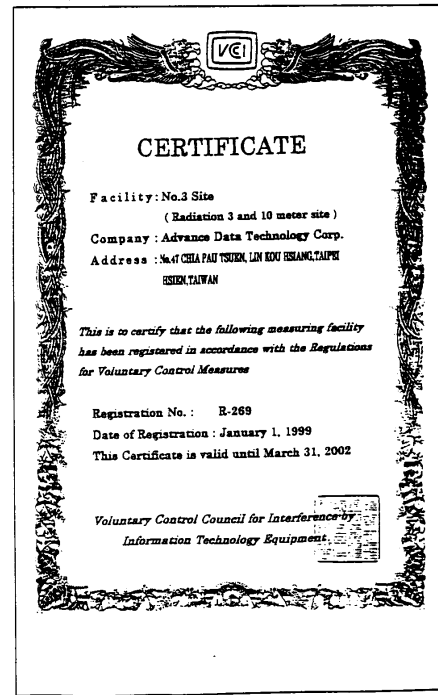 VCI
CERTIFICATE
Facility : No.3 Site
( Radiation 3 and 10 meter site )
Company : Advance Data Technology Corp.
Address : No.47 CHIA PAU TSUEN, LIN KOU HSIANG,TAIPEI
HSIEN,TAIWAN
This is to certify that the following measuring facility
has been registered in accordance with the Regulations
for Voluntary Control Measures
Registration No. : R-269
Date of Registration : January 1, 1999
This Certificate is valid until March 31, 2002
Voluntary Control Council for Interference by
Information Technology Equipment